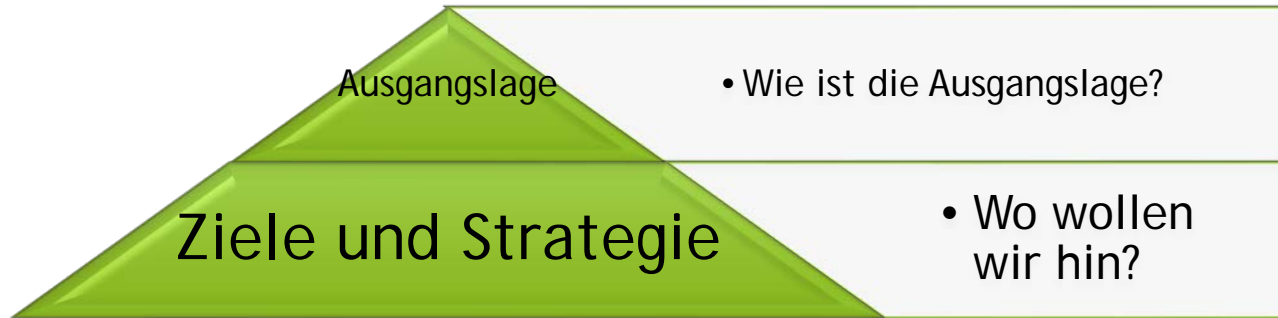 Ausgangslage
• Wie ist die Ausgangslage?
Ziele und Strategie
• Wo wollen
wir hin?